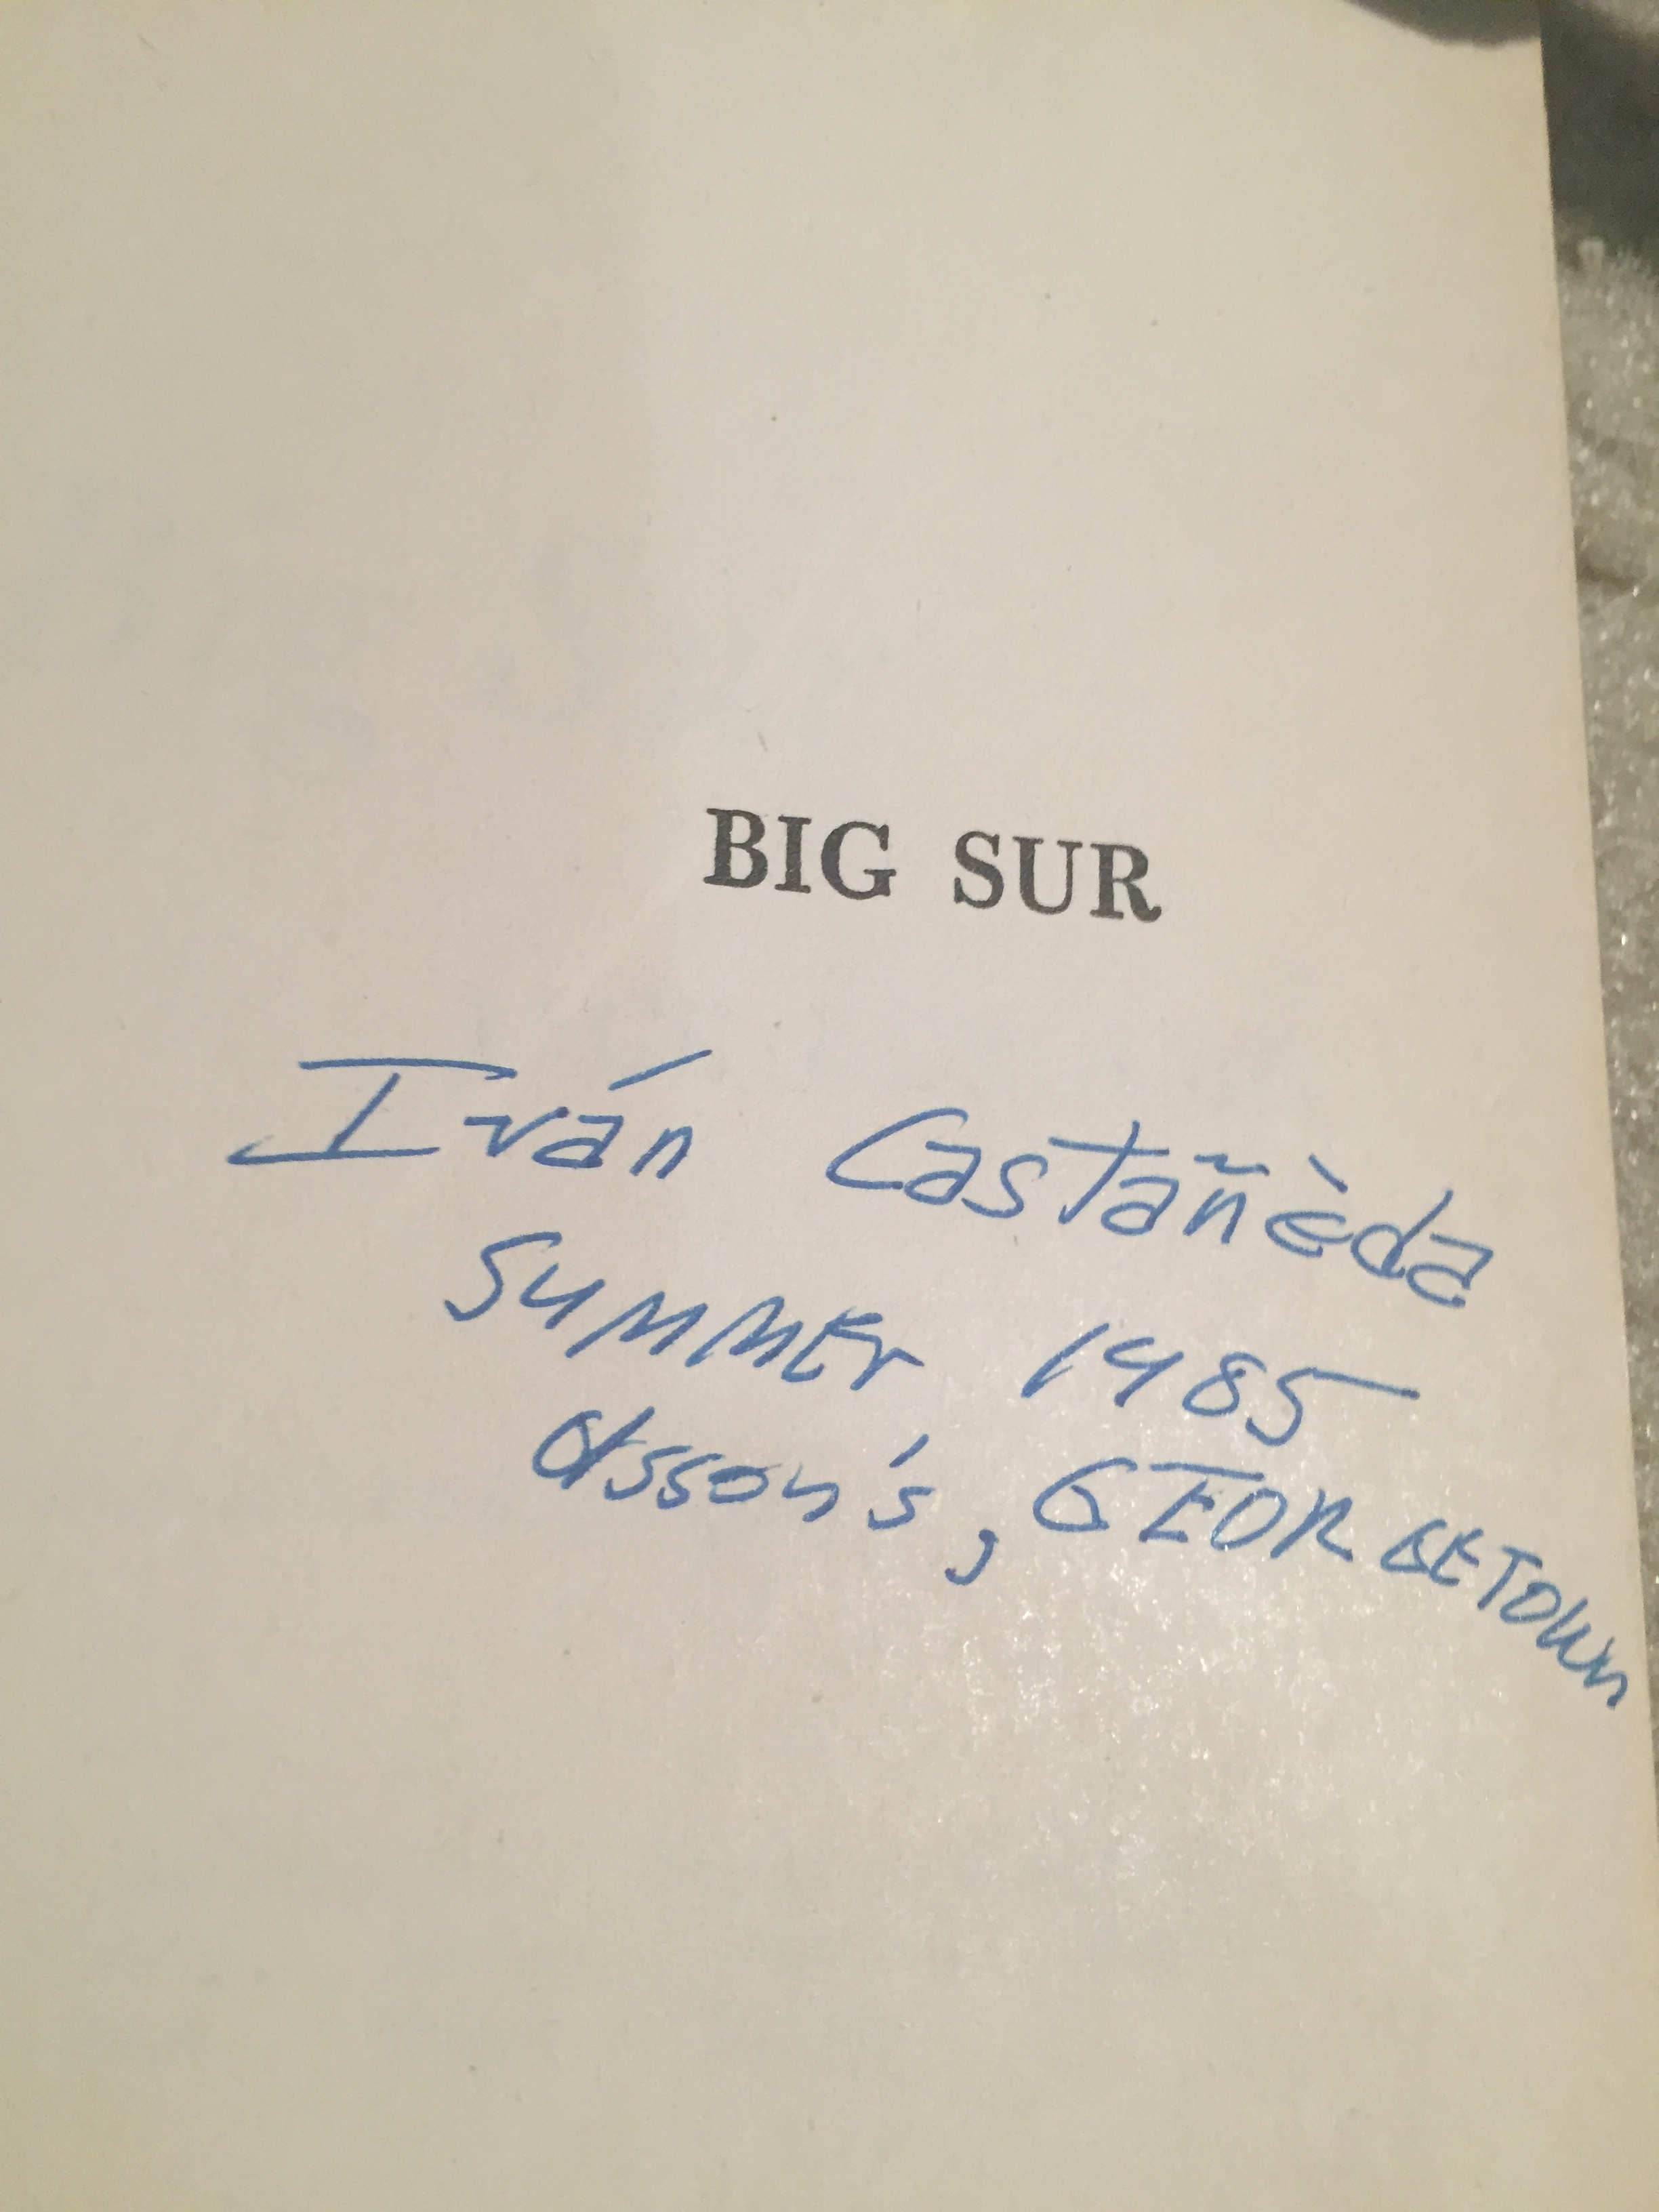 BIG SUR
Iván Castañèda
Summer 1985
Olsson's, GEORGETOWN